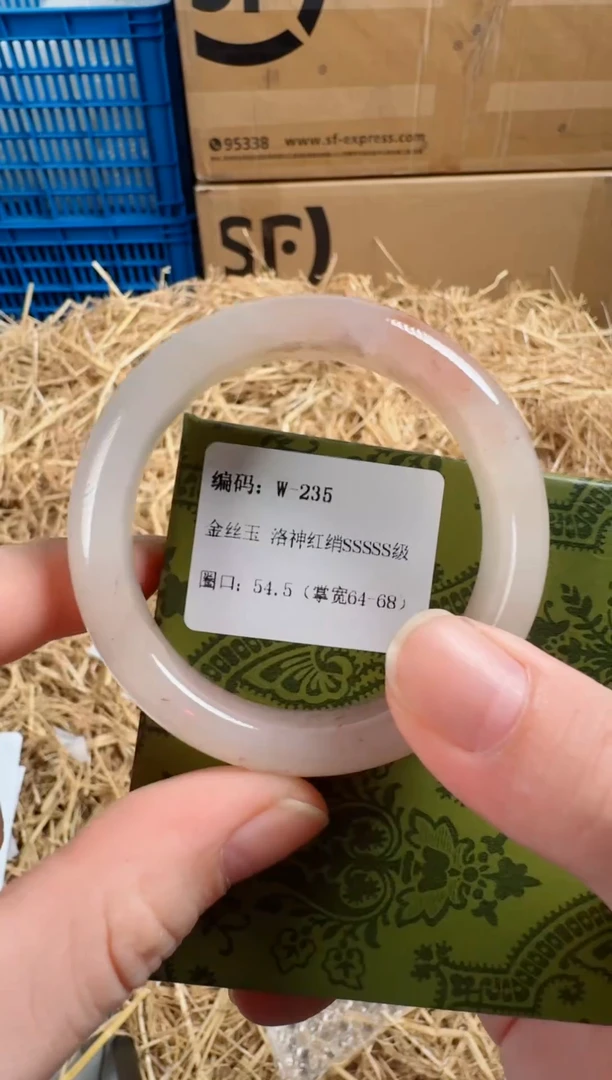 SF
95338 www.sf-express.com
SF
编码：W-235
金丝玉 洛神红绡SSSSS级
圈口：54.5（掌宽64-68）